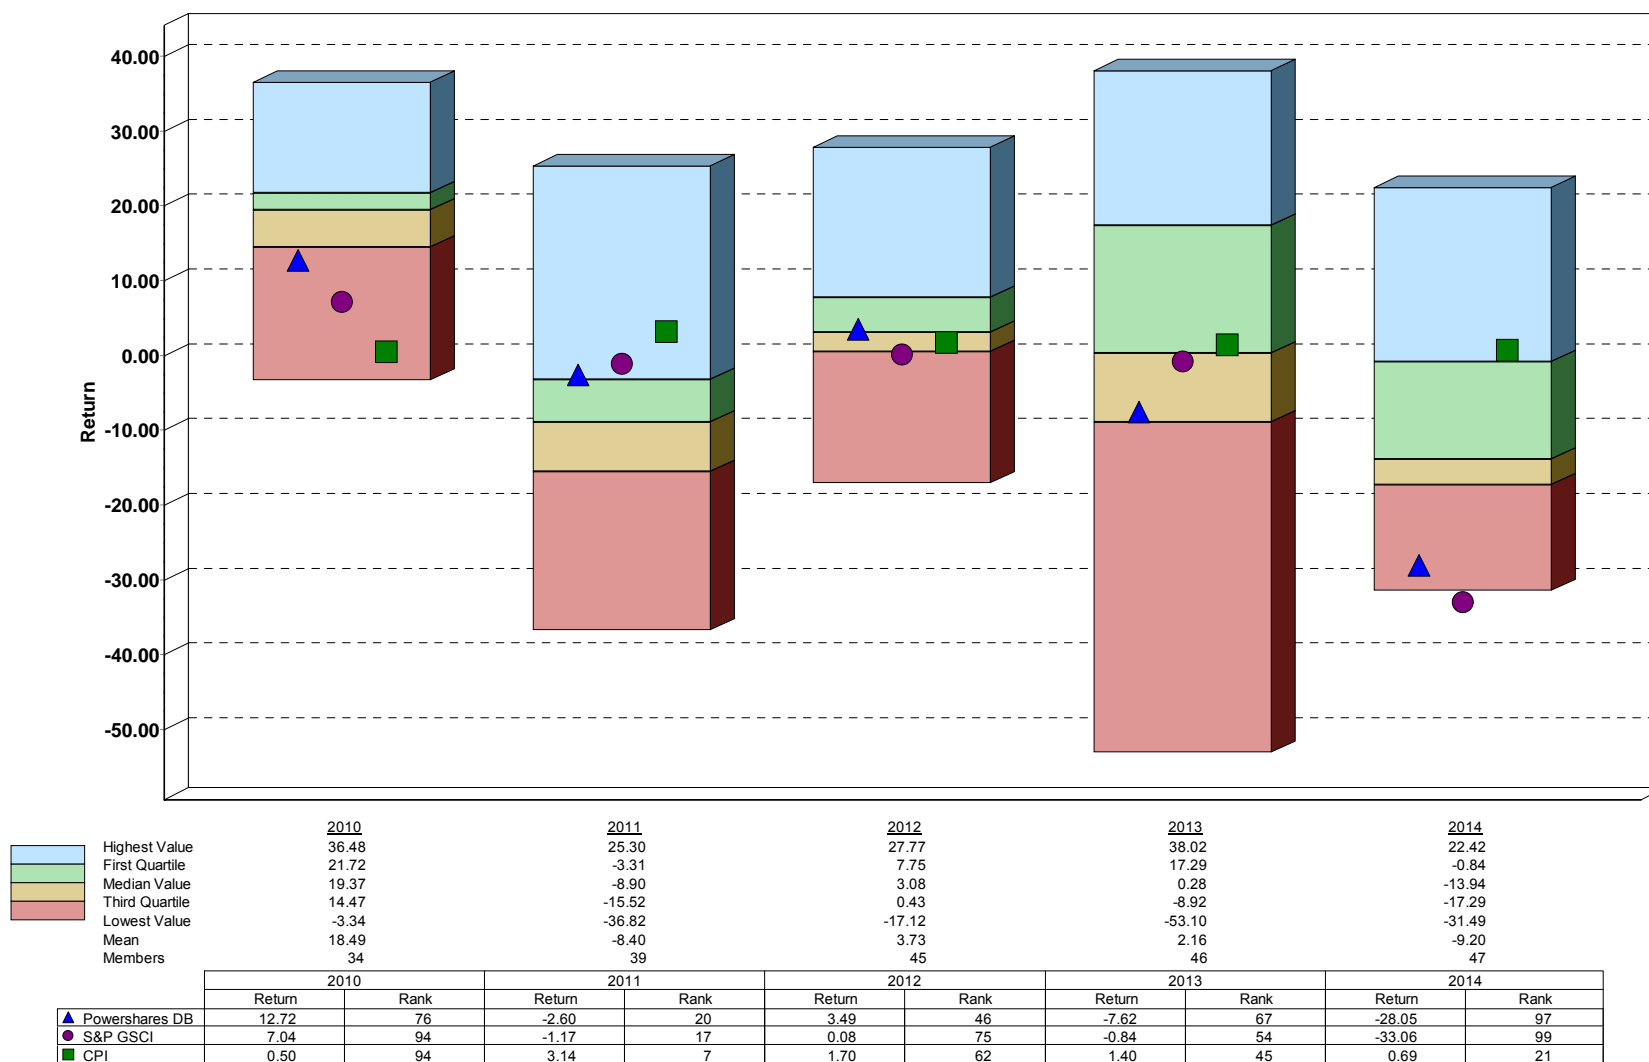 40.00
30.00
20.00
10.00
0.00
Return
-10.00
-20.00
-30.00
-40.00
-50.00
2010 2011 2012 2013 2014
Highest Value 36.48 25.30 27.77 38.02 22.42
First Quartile 21.72 -3.31 7.75 17.29 -0.84
Median Value 19.37 -8.90 3.08 0.28 -13.94
Third Quartile 14.47 -15.52 0.43 -8.92 -17.29
Lowest Value -3.34 -36.82 -17.12 -53.10 -31.49
Mean 18.49 -8.40 3.73 2.16 -9.20
Members 34 39 45 46 47
2010 2011 2012 2013 2014
Return Rank Return Rank Return Rank Return Rank Return Rank
Powershares DB 12.72 76 -2.60 20 3.49 46 -7.62 67 -28.05 97
S&P GSCI 7.04 94 -1.17 17 0.08 75 -0.84 54 -33.06 99
CPI 0.50 94 3.14 7 1.70 62 1.40 45 0.69 21